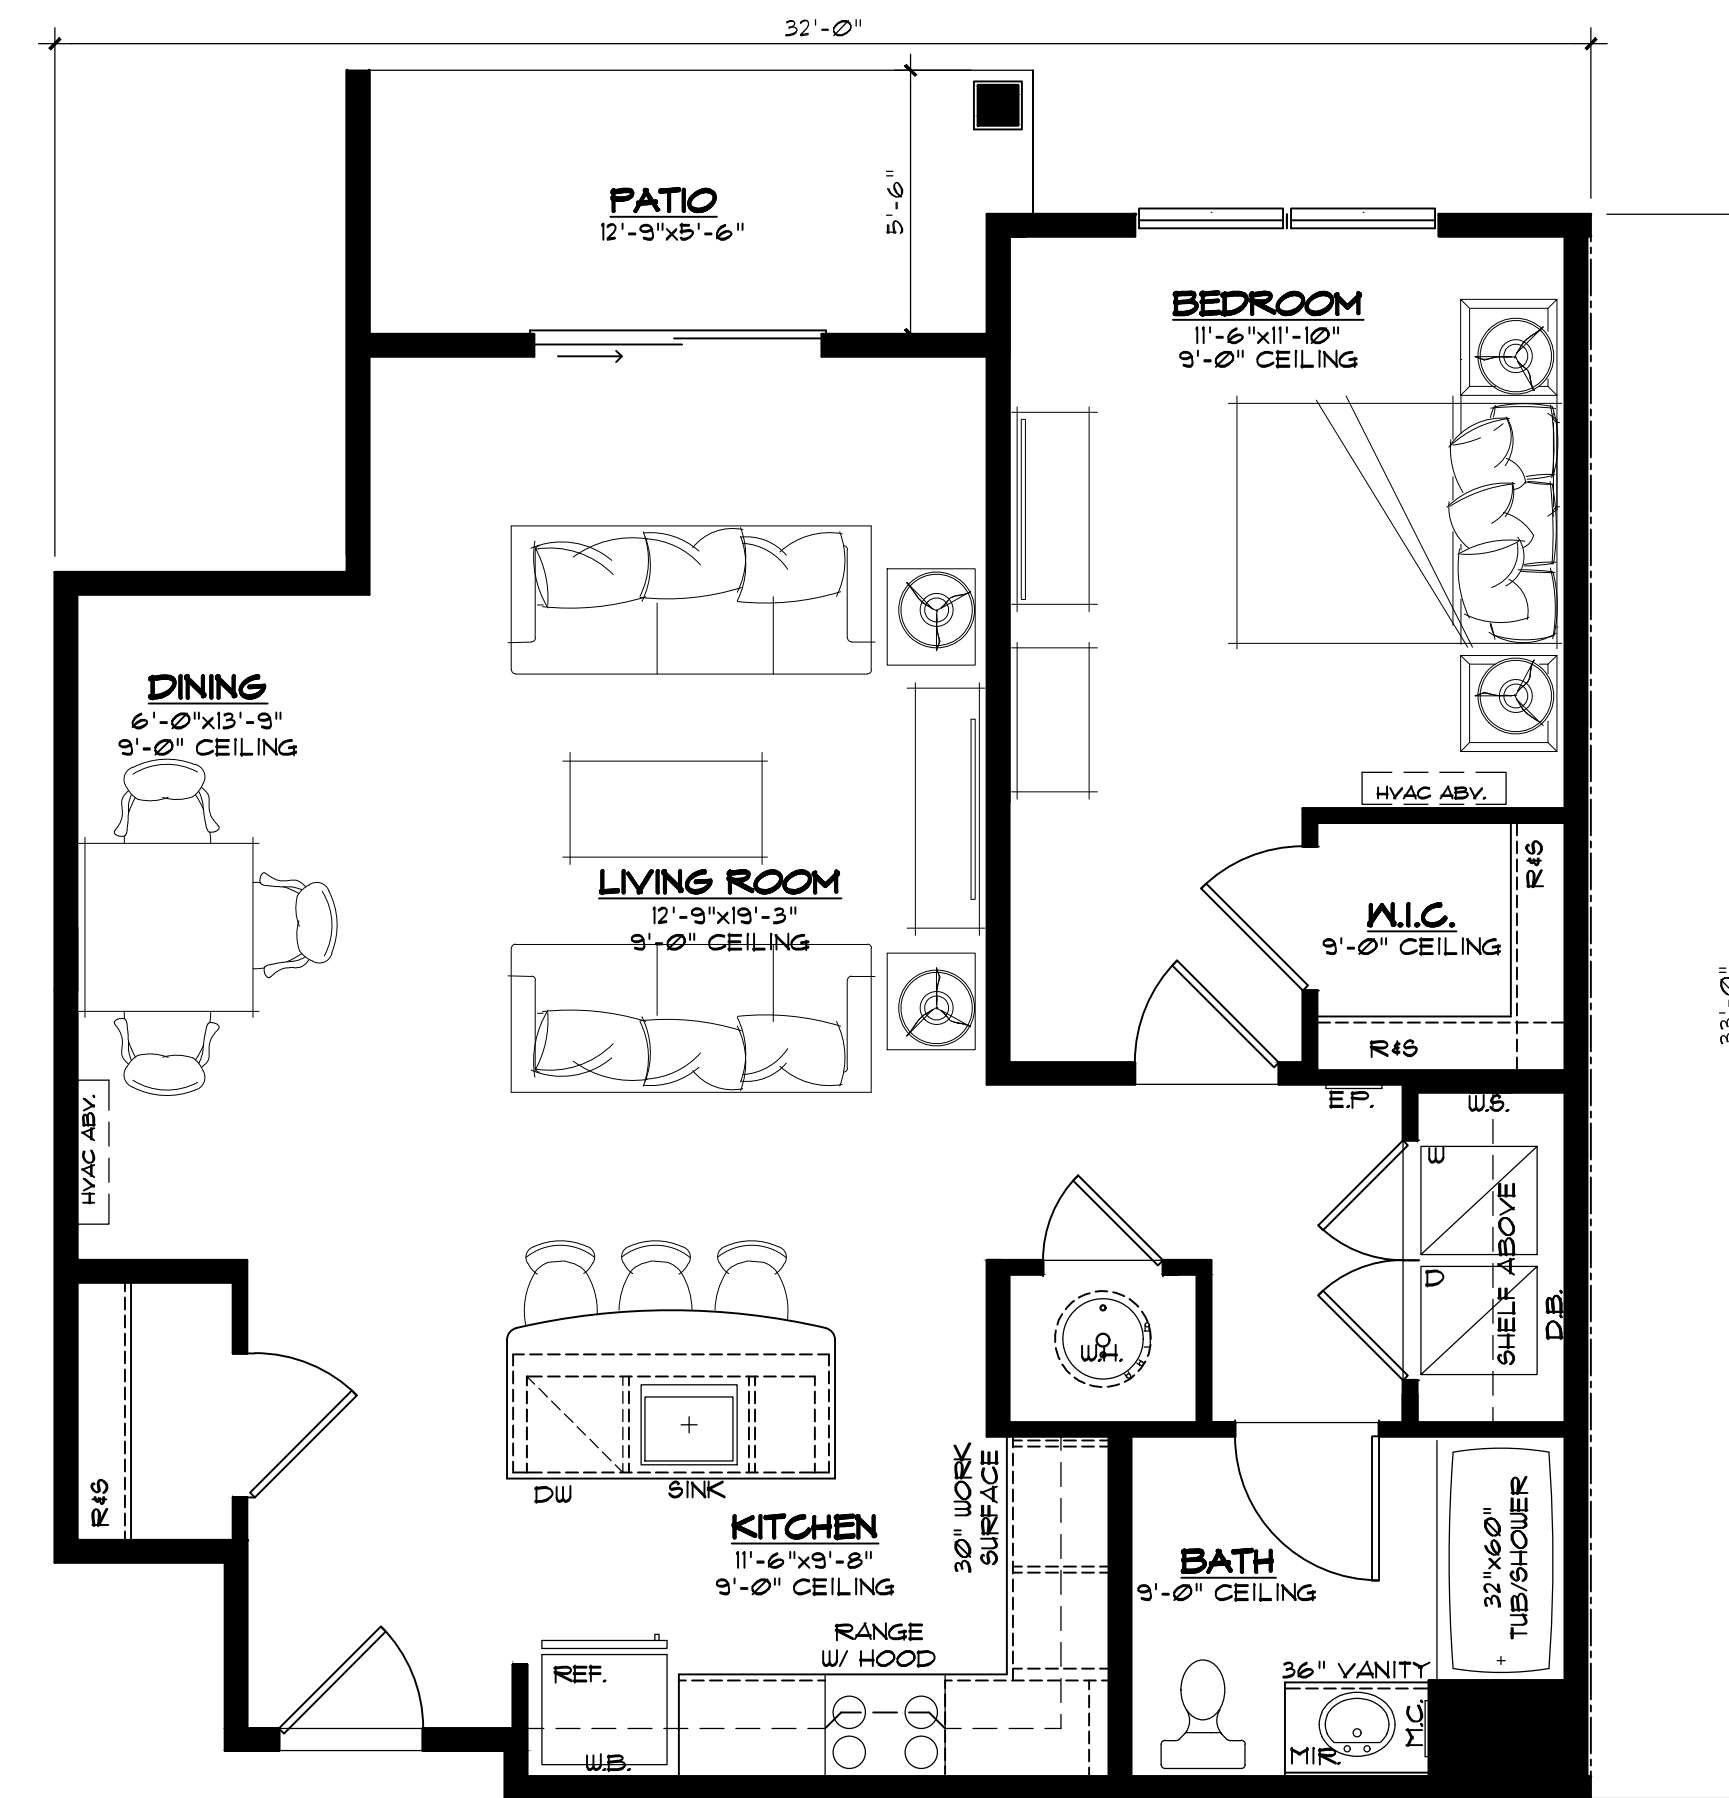 32'-0"
5'-6"
PATIO
12'-9"x5'-6"
BEDROOM
11'-6"x11'-10"
9'-0" CEILING
DINING
6'-0"x13'-9"
9'-0" CEILING
HVAC ABV.
LIVING ROOM
12'-9"x19'-3"
9'-0" CEILING
R&S
W.I.C.
9'-0" CEILING
R&S
HVAC ABV.
E.P.
W.S.
W
SHELF ABOVE
D
D.B.
W.H.
R&S
DW
SINK
30" WORK
SURFACE
KITCHEN
11'-6"x9'-8"
9'-0" CEILING
BATH
9'-0" CEILING
32"x60"
TUB/SHOWER
RANGE
W/ HOOD
REF.
36" VANITY
M.C.
MIR.
W.B.